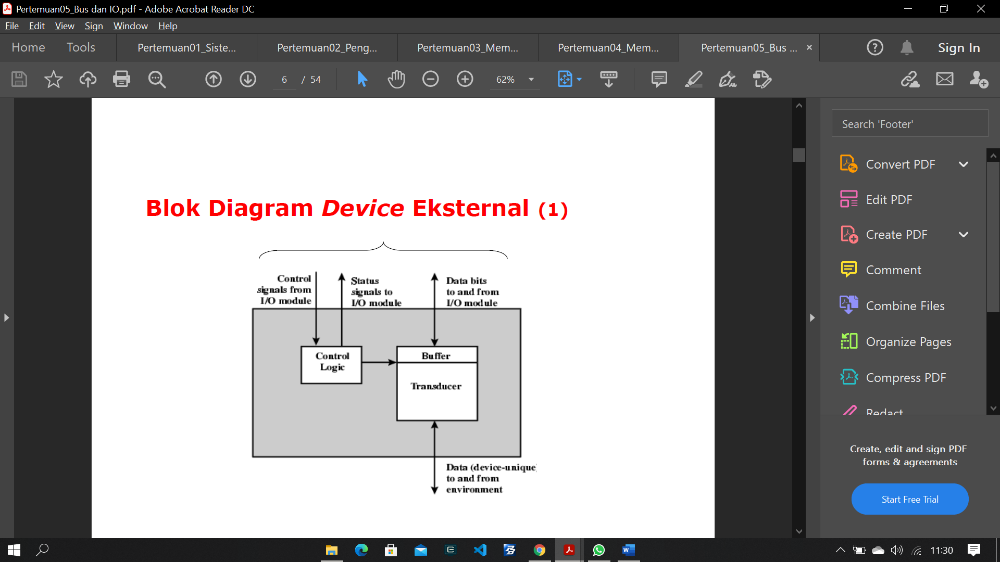 Pertemuan05_Bus dan IO.pdf - Adobe Acrobat Reader DC
File Edit View Sign Window Help
Home Tools Pertemuan01_Siste... Pertemuan02_Peng... Pertemuan03_Mem... Pertemuan04_Mem... Pertemuan05_Bus ... Sign In
6 / 54 62%
Search 'Footer'
Convert PDF
Edit PDF
Create PDF
Comment
Combine Files
Organize Pages
Compress PDF
Redact
Create, edit and sign PDF
forms & agreements
Start Free Trial
Blok Diagram Device Eksternal (1)
Control
signals from
I/O module
Status
signals to
I/O module
Data bits
to and from
I/O module
Control
Logic
Buffer
Transducer
Data (device-unique
to and from
environment
11:30